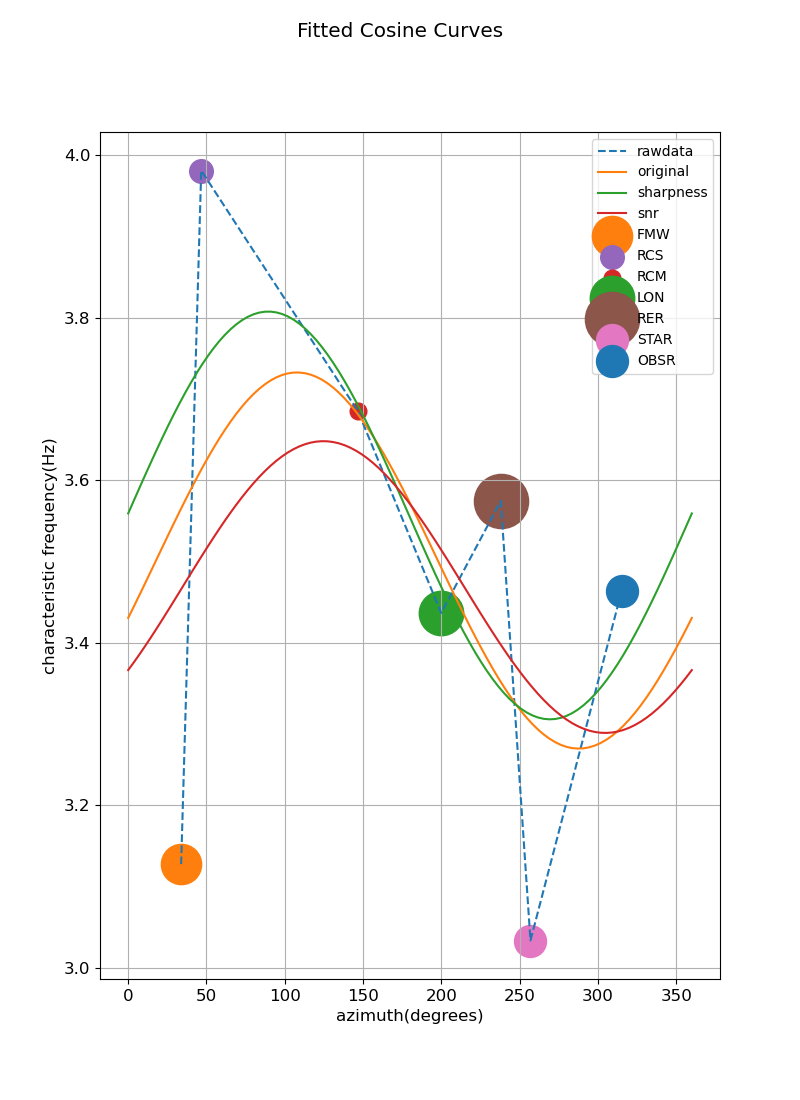 Fitted Cosine Curves
characteristic frequency(Hz)
4.0
3.8
3.6
3.4
3.2
3.0
rawdata
original
sharpness
snr
FMW
RCS
RCM
LON
RER
STAR
OBSR
0 50 100 150 200 250 300 350
azimuth(degrees)